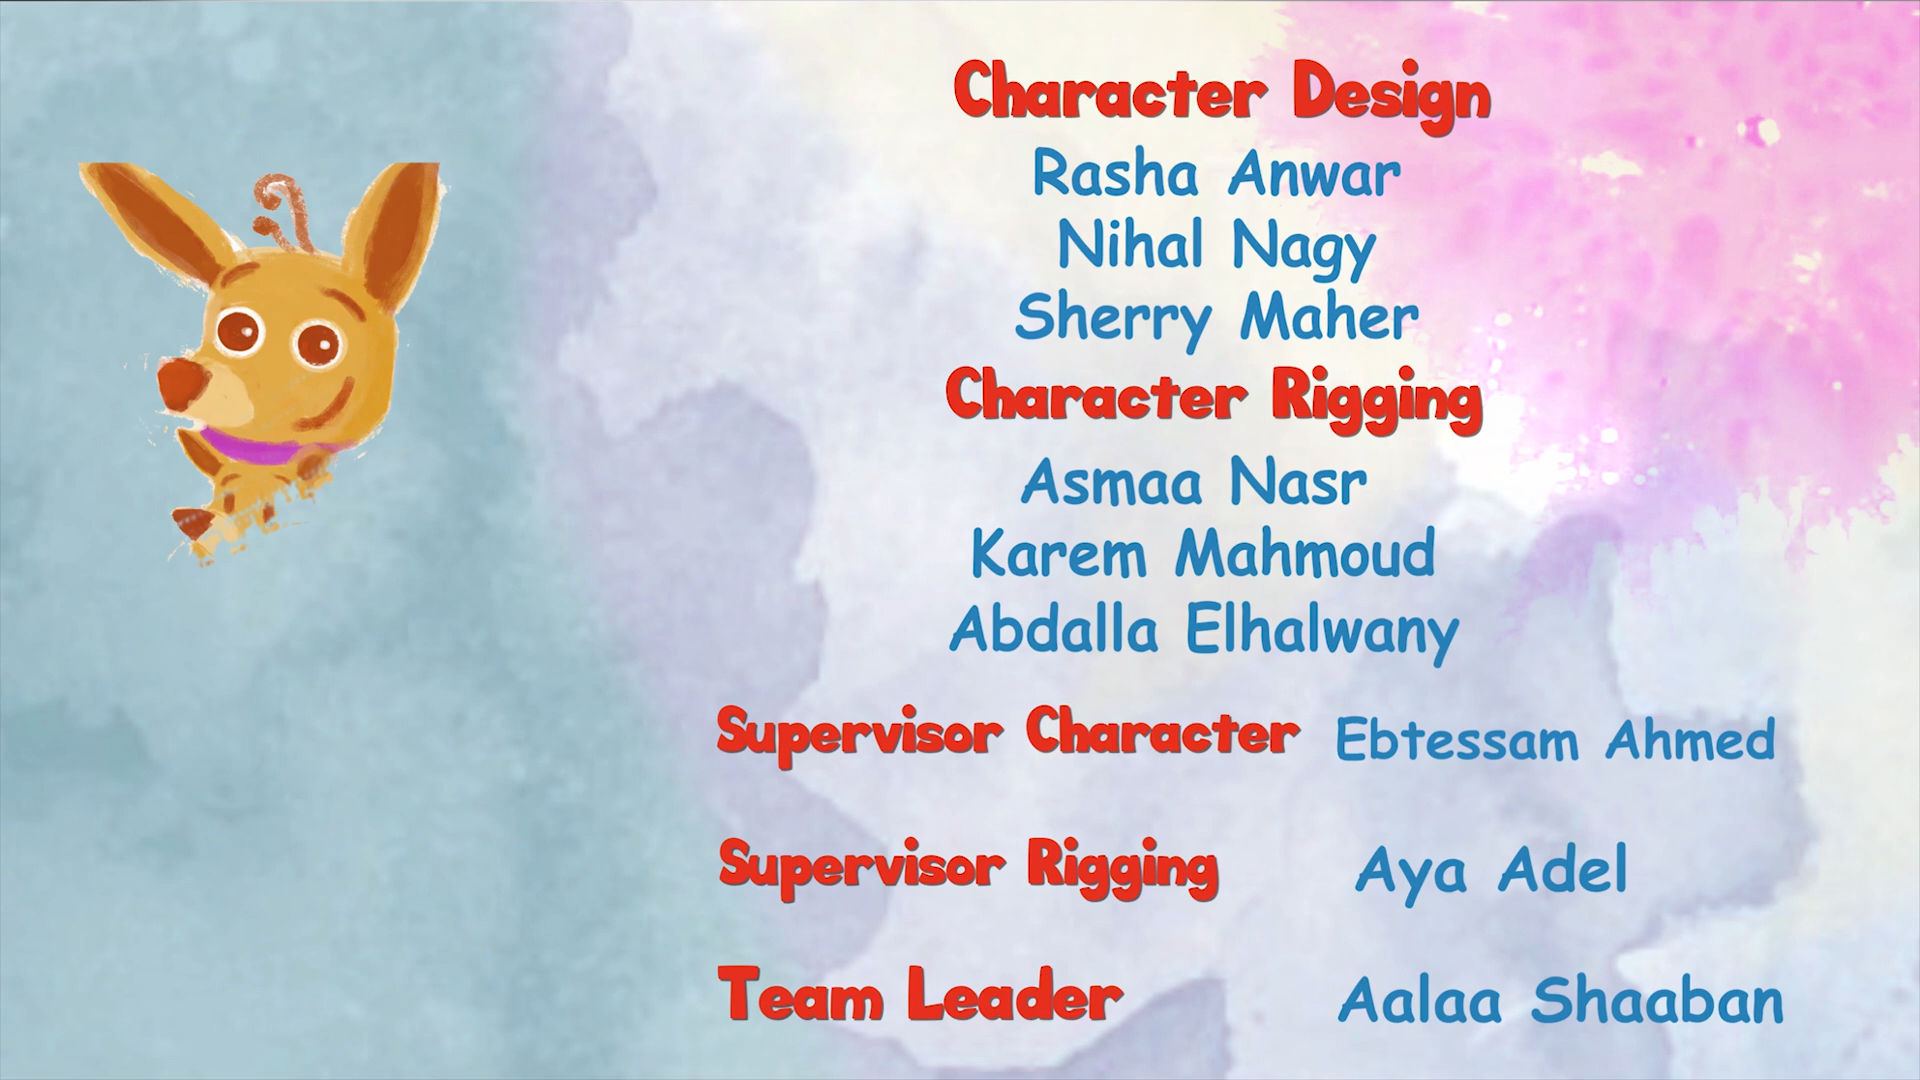 Character Design
Rasha Anwar
Nihal Nagy
Sherry Maher
Character Rigging
Asmaa Nasr
Karem Mahmoud
Abdalla Elhalwany
Supervisor Character Ebtessam Ahmed
Supervisor Rigging Aya Adel
Team Leader Aalaa Shaaban